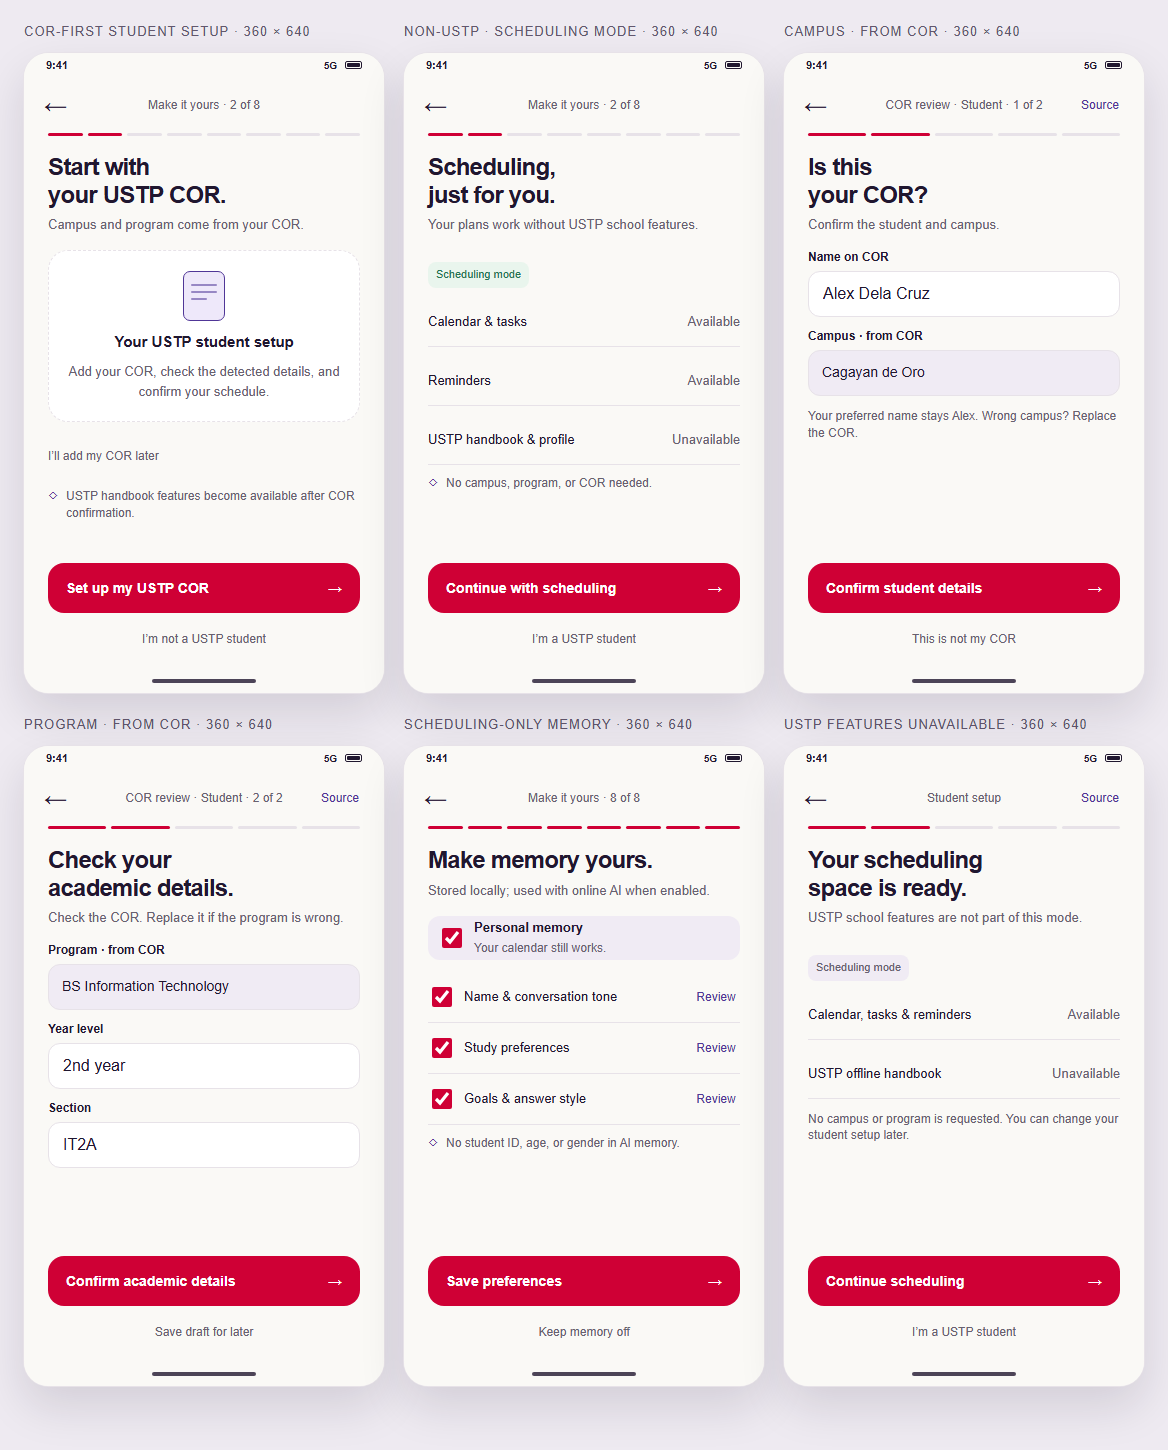 COR-FIRST STUDENT SETUP · 360 × 640
9:41
5G
Make it yours · 2 of 8
Start with
your USTP COR.
Campus and program come from your COR.
Your USTP student setup
Add your COR, check the detected details, and
confirm your schedule.
I'll add my COR later
USTP handbook features become available after COR
confirmation.
Set up my USTP COR →
I'm not a USTP student
NON-USTP · SCHEDULING MODE · 360 × 640
9:41
5G
Make it yours · 2 of 8
Scheduling,
just for you.
Your plans work without USTP school features.
Scheduling mode
Calendar & tasks Available
Reminders Available
USTP handbook & profile Unavailable
No campus, program, or COR needed.
Continue with scheduling →
I'm a USTP student
CAMPUS · FROM COR · 360 × 640
9:41
5G
COR review · Student · 1 of 2 Source
Is this
your COR?
Confirm the student and campus.
Name on COR
Alex Dela Cruz
Campus · from COR
Cagayan de Oro
Your preferred name stays Alex. Wrong campus? Replace
the COR.
Confirm student details →
This is not my COR
PROGRAM · FROM COR · 360 × 640
9:41
5G
COR review · Student · 2 of 2 Source
Check your
academic details.
Check the COR. Replace it if the program is wrong.
Program · from COR
BS Information Technology
Year level
2nd year
Section
IT2A
Confirm academic details →
Save draft for later
SCHEDULING-ONLY MEMORY · 360 × 640
9:41
5G
Make it yours · 8 of 8
Make memory yours.
Stored locally; used with online AI when enabled.
Personal memory
Your calendar still works.
Name & conversation tone Review
Study preferences Review
Goals & answer style Review
No student ID, age, or gender in AI memory.
Save preferences →
Keep memory off
USTP FEATURES UNAVAILABLE · 360 × 640
9:41
5G
Student setup Source
Your scheduling
space is ready.
USTP school features are not part of this mode.
Scheduling mode
Calendar, tasks & reminders Available
USTP offline handbook Unavailable
No campus or program is requested. You can change your
student setup later.
Continue scheduling →
I'm a USTP student